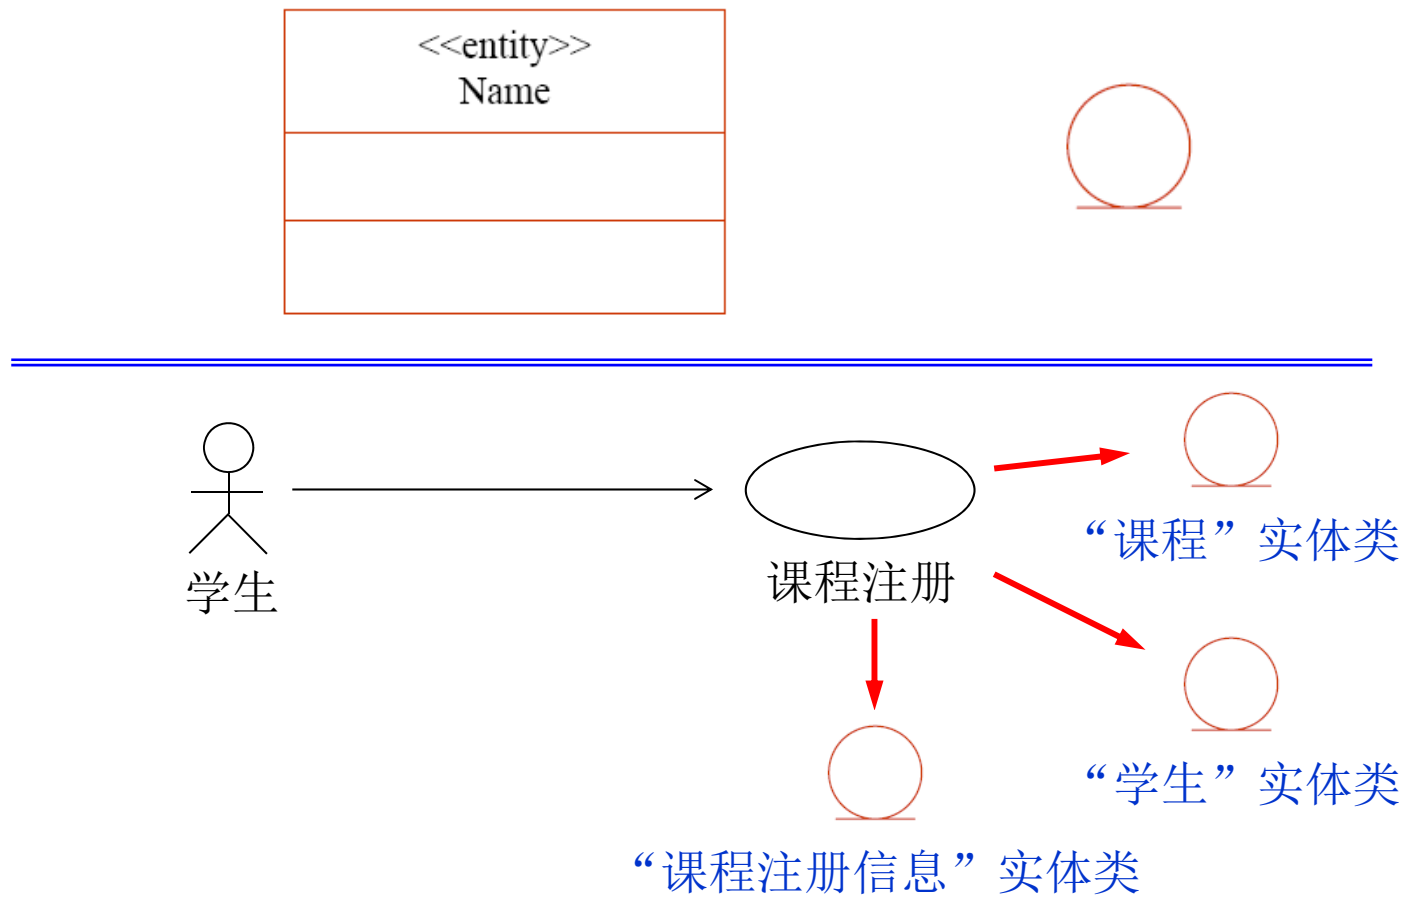 <<entity>>
Name
学生
课程注册
“课程”实体类
“学生”实体类
“课程注册信息”实体类